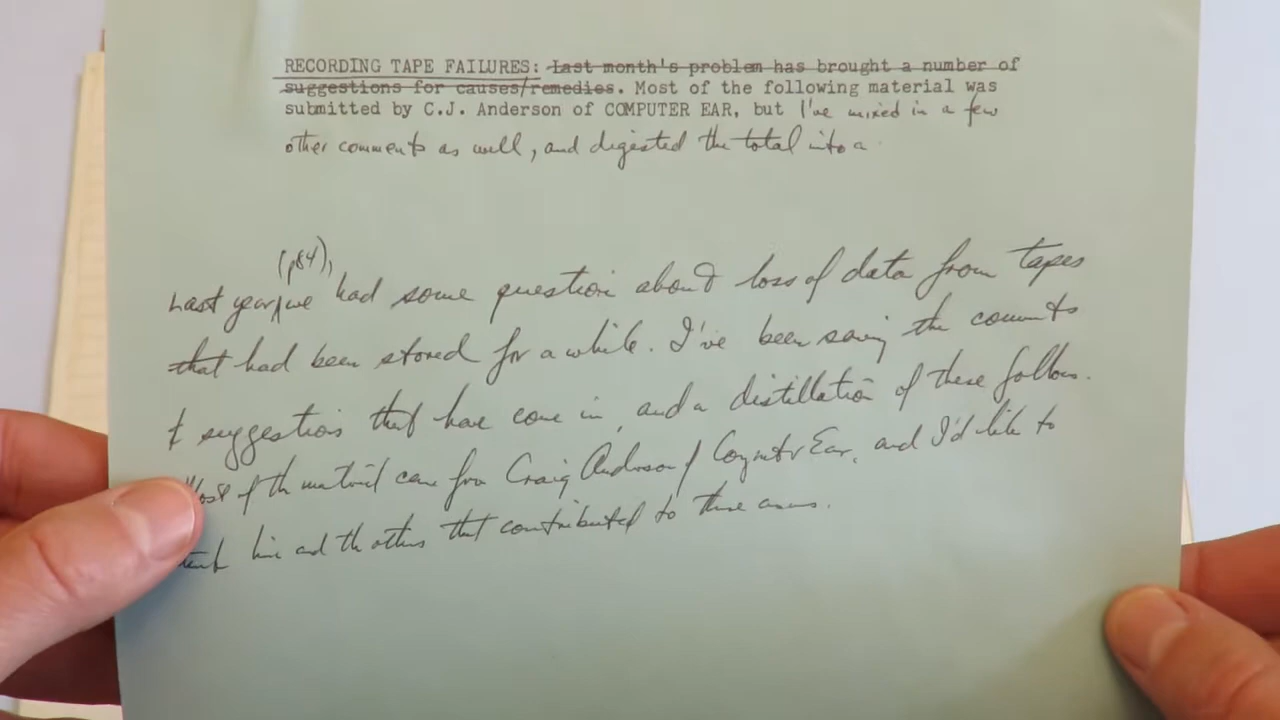 RECORDING TAPE FAILURES: Last month's problem has brought a number of
suggestions for causes/remedies. Most of the following material was
submitted by C.J. Anderson of COMPUTER EAR, but I've mixed in a few
other comments as well, and digested the total into a
(p84),
Last year, we had some question about loss of data from tapes
that had been stored for a while. I've been saving the comments
& suggestions that have come in, and a distillation of these follows.
Most of the material came from Craig Anderson of Computer Ear, and I'd like to
thank him and the others that contributed to these